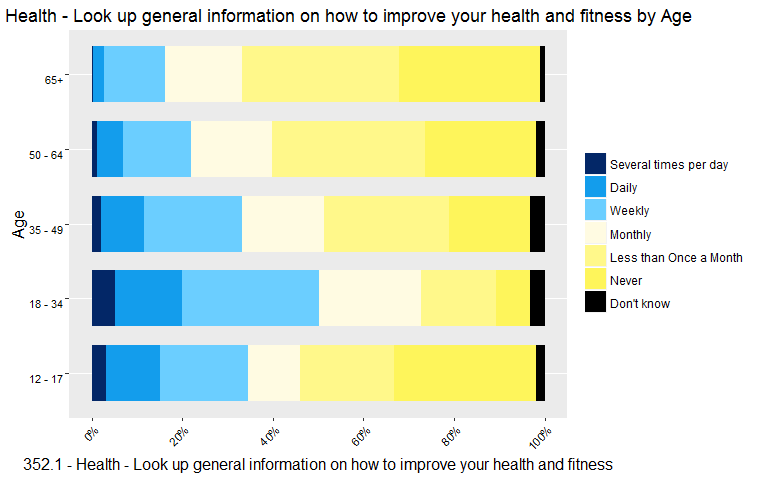 Health - Look up general information on how to improve your health and fitness by Age
Age
65+
50 - 64
35 - 49
18 - 34
12 - 17
0%
20%
40%
60%
80%
100%
Several times per day
Daily
Weekly
Monthly
Less than Once a Month
Never
Don't know
352.1 - Health - Look up general information on how to improve your health and fitness